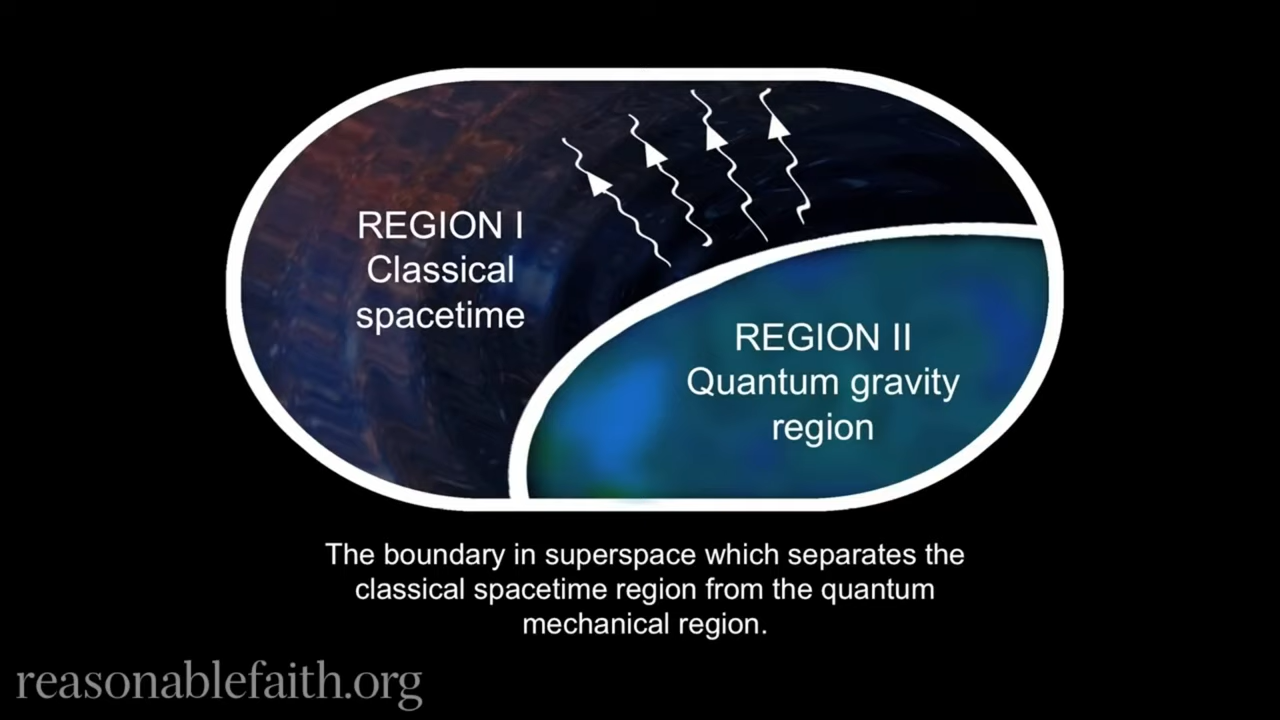 REGION I
Classical
spacetime
REGION II
Quantum gravity
region
The boundary in superspace which separates the
classical spacetime region from the quantum
mechanical region.
reasonablefaith.org